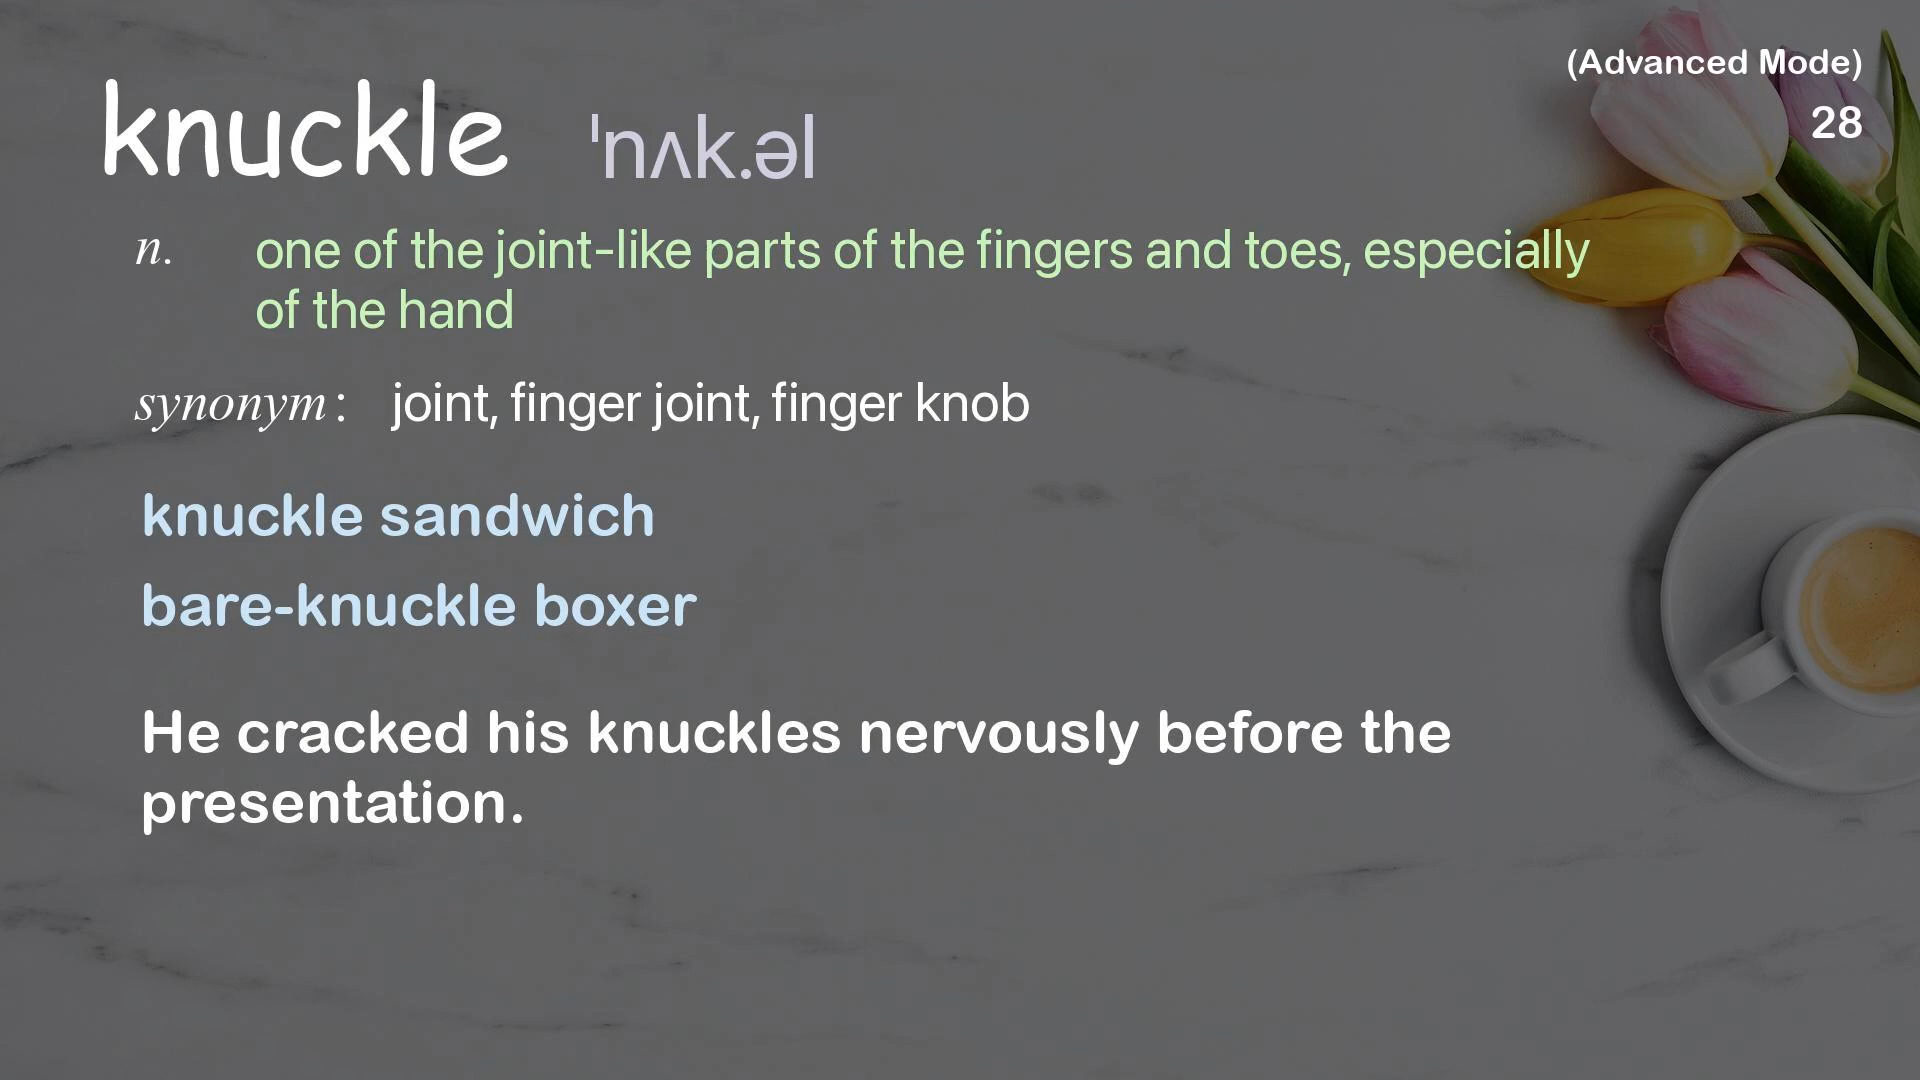 (Advanced Mode)
28
knuckle ˈnʌk.əl
n. one of the joint-like parts of the fingers and toes, especially
of the hand
synonym: joint, finger joint, finger knob
knuckle sandwich
bare-knuckle boxer
He cracked his knuckles nervously before the
presentation.